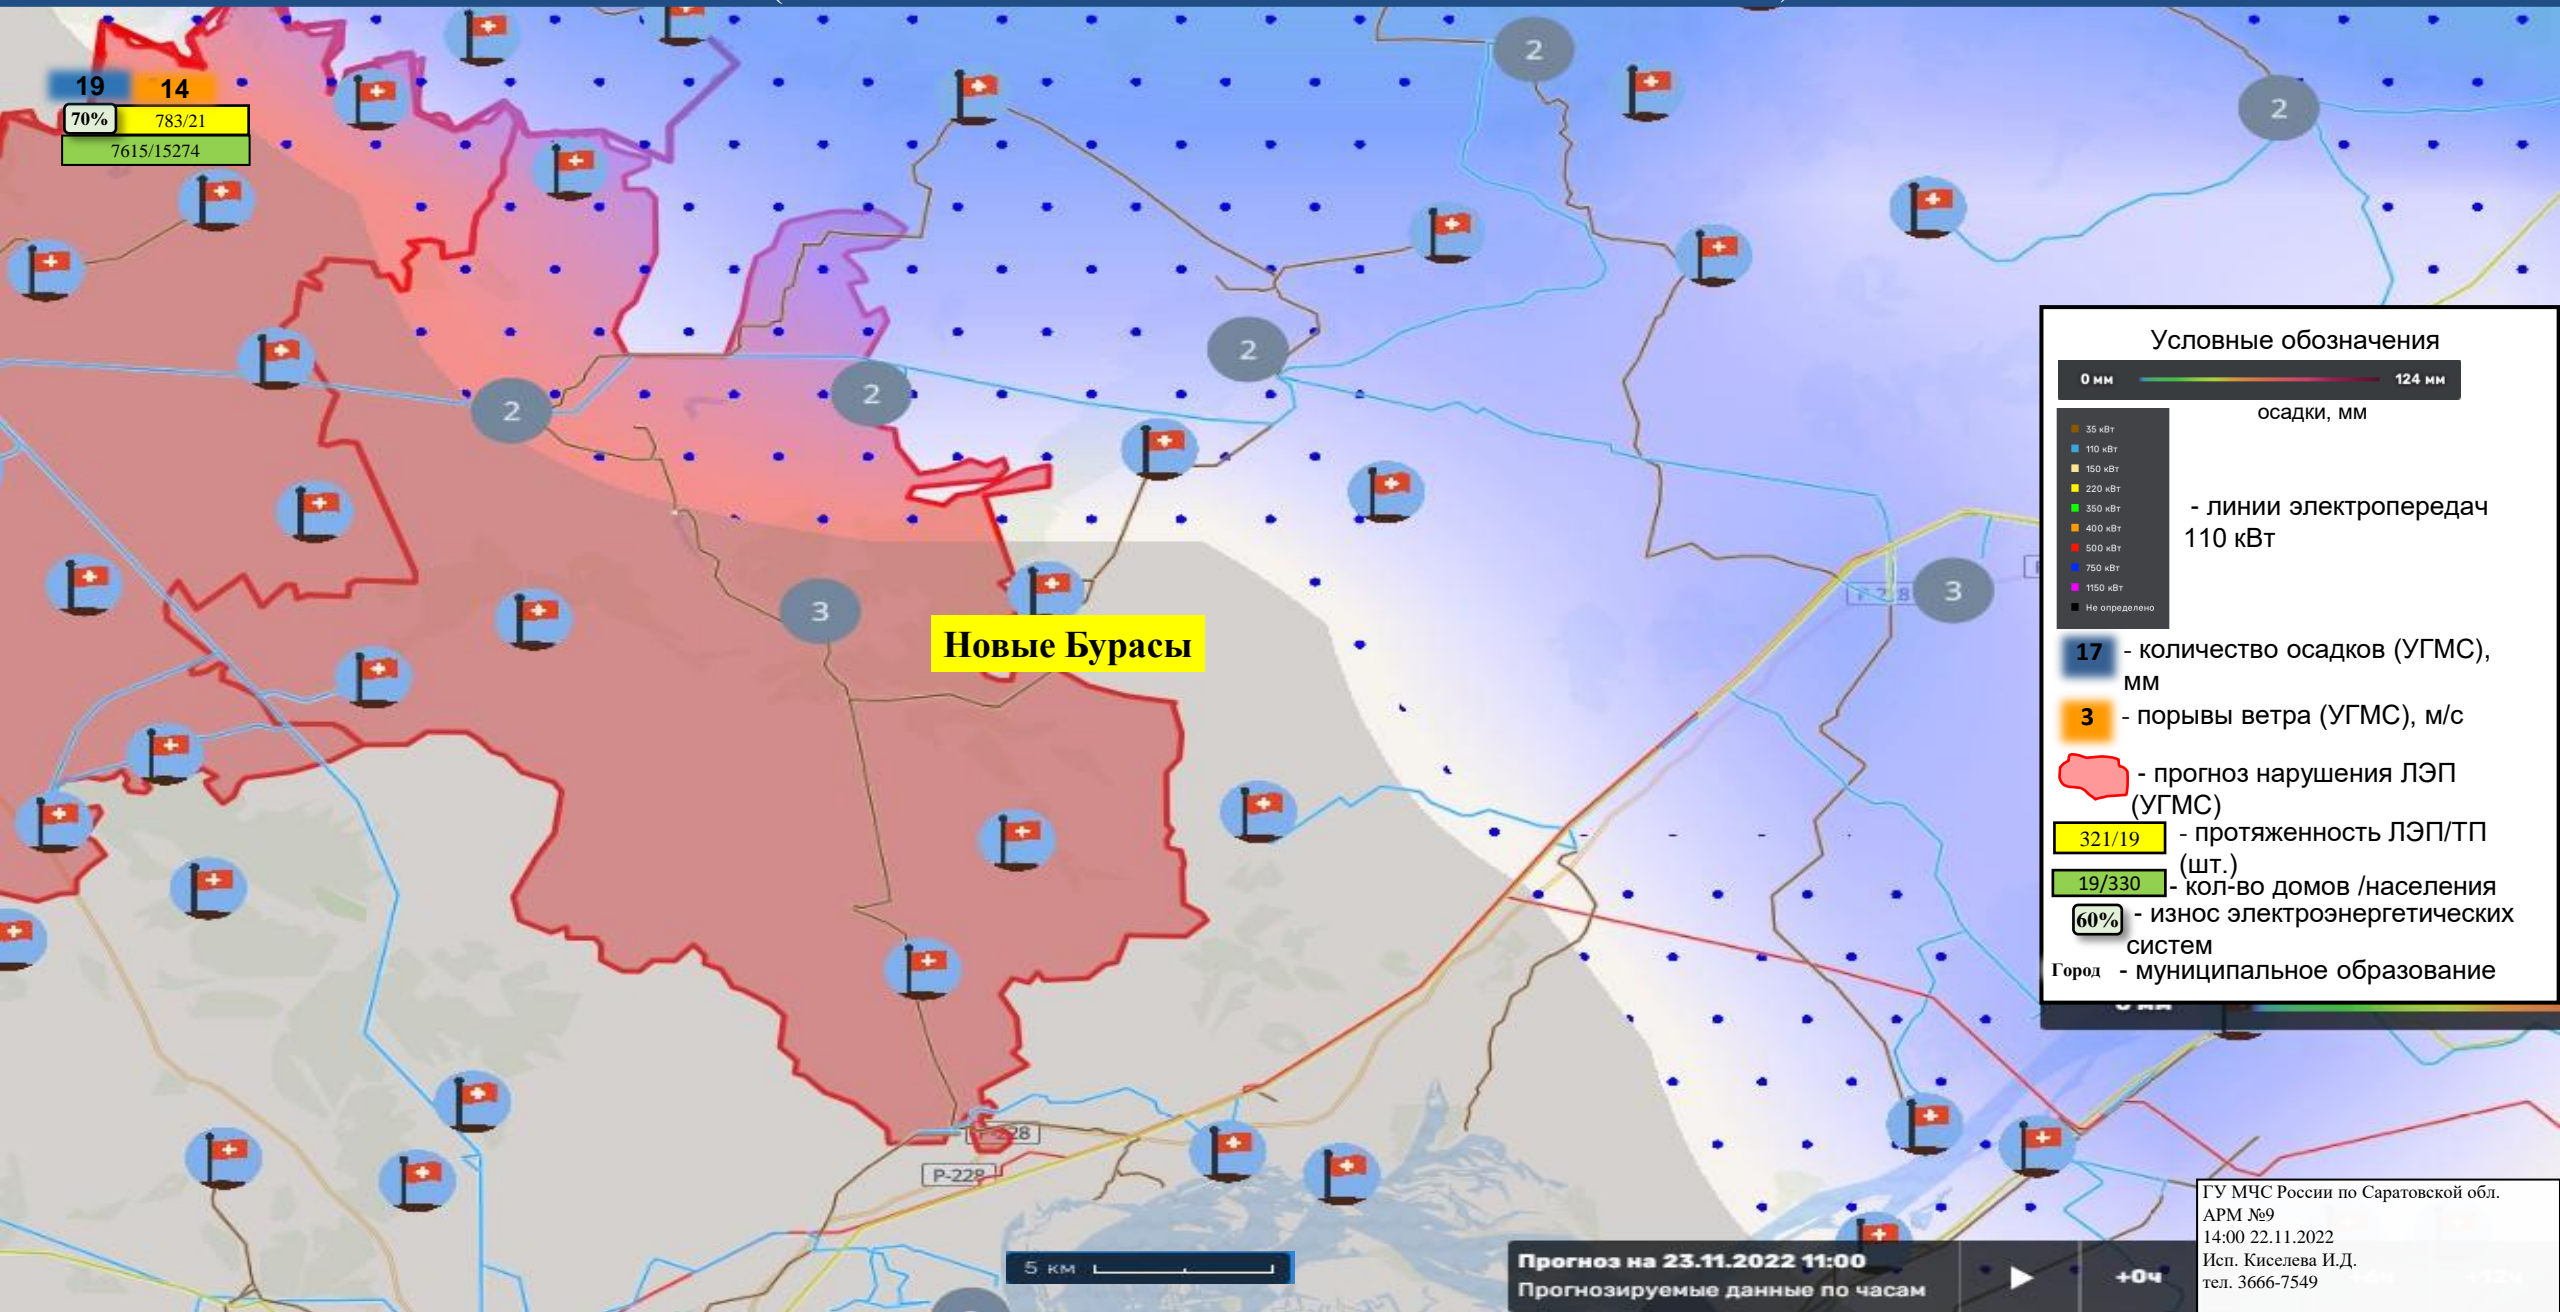 19
14
70%
783/21
7615/15274
2
2
2
2
2
3
3
Новые Бурасы
Р-228
Р-228
Условные обозначения
0 мм
124 мм
осадки, мм
35 кВт
110 кВт
150 кВт
220 кВт
350 кВт
400 кВт
500 кВт
750 кВт
1150 кВт
Не определено
- линии электропередач
110 кВт
17 - количество осадков (УГМС),
мм
3 - порывы ветра (УГМС), м/с
- прогноз нарушения ЛЭП
(УГМС)
321/19 - протяженность ЛЭП/ТП
(шт.)
19/330 - кол-во домов /населения
60% - износ электроэнергетических
систем
Город - муниципальное образование
5 км
Прогноз на 23.11.2022 11:00
Прогнозируемые данные по часам
+0ч
ГУ МЧС России по Саратовской обл.
АРМ №9
14:00 22.11.2022
Исп. Киселева И.Д.
тел. 3666-7549